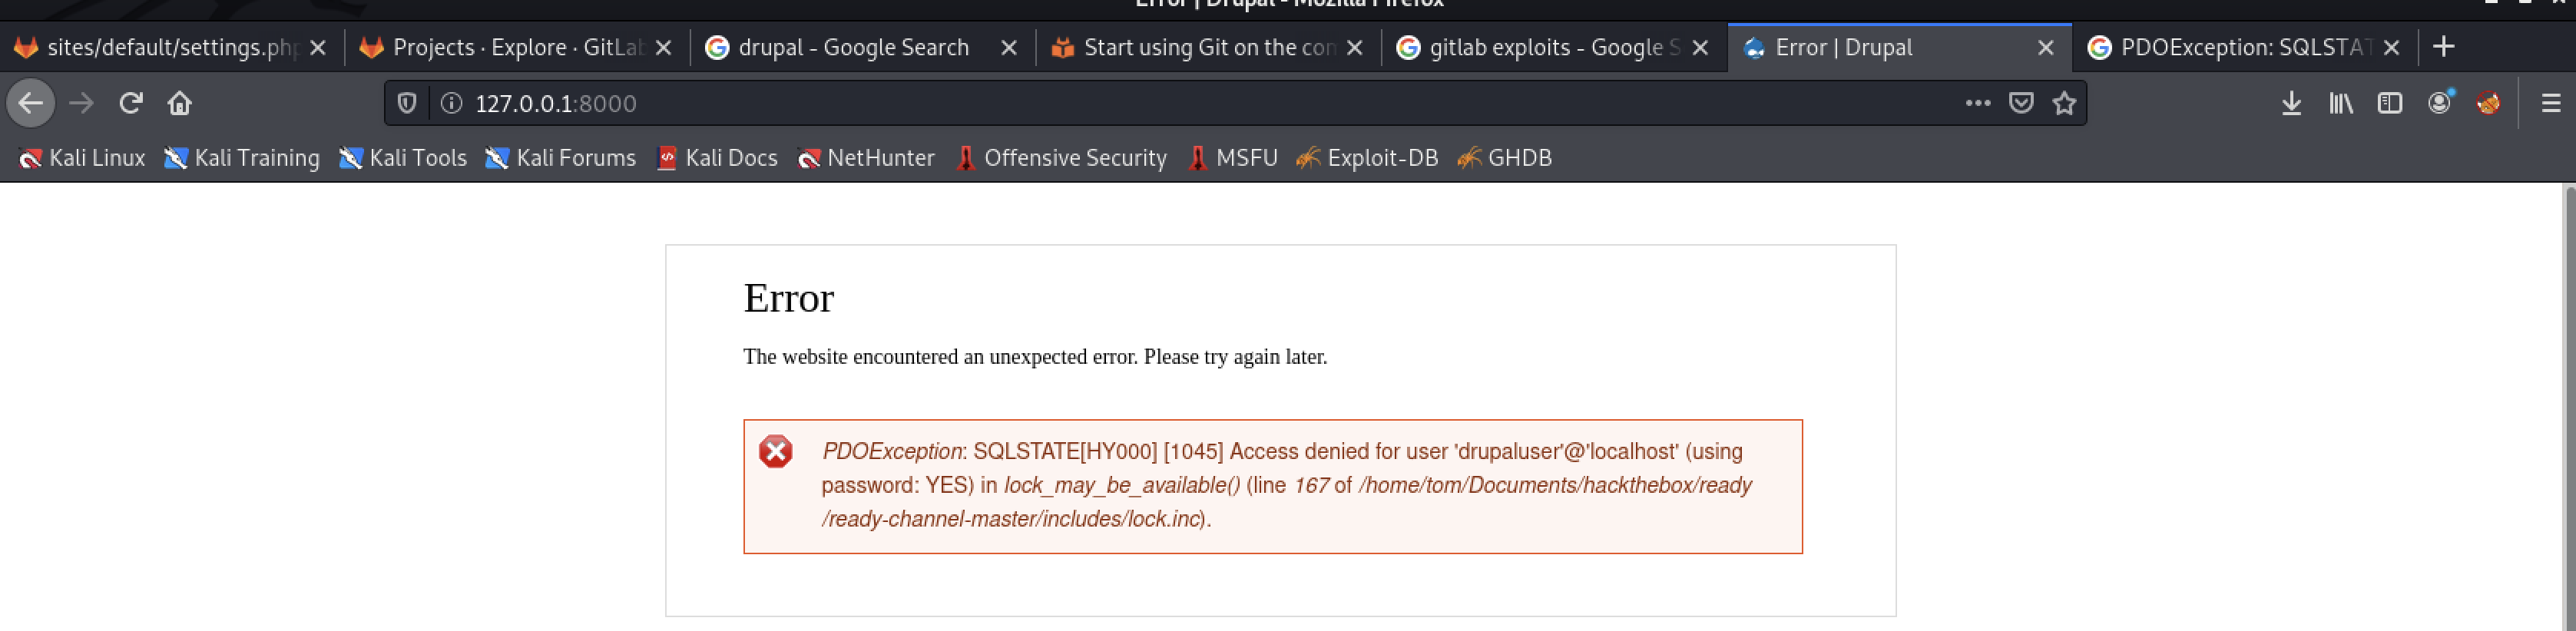 Error | Drupal - Mozilla Firefox
sites/default/settings.php Projects · Explore · GitLab drupal - Google Search Start using Git on the con gitlab exploits - Google S Error | Drupal PDOException: SQLSTAT
127.0.0.1:8000
Kali Linux Kali Training Kali Tools Kali Forums Kali Docs NetHunter Offensive Security MSFU Exploit-DB GHDB
Error
The website encountered an unexpected error. Please try again later.
PDOException: SQLSTATE[HY000] [1045] Access denied for user 'drupaluser'@'localhost' (using
password: YES) in lock_may_be_available() (line 167 of /home/tom/Documents/hackthebox/ready
/ready-channel-master/includes/lock.inc).